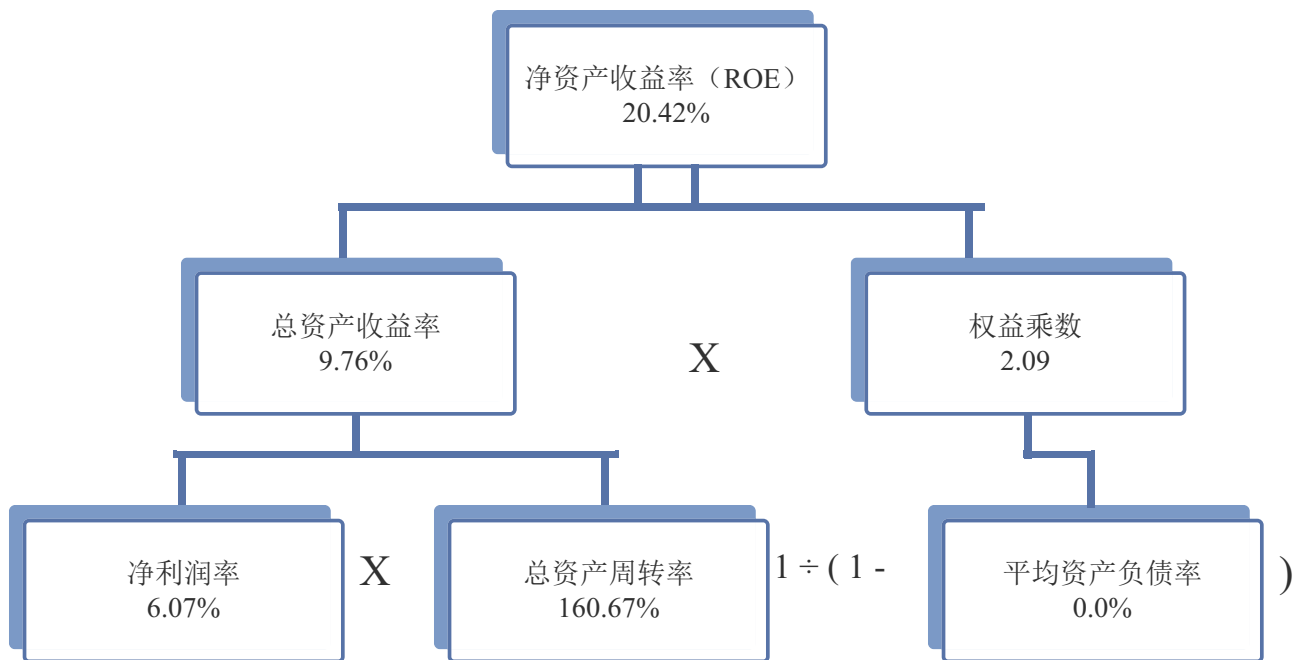 净资产收益率（ROE）
20.42%
总资产收益率
9.76%
X
权益乘数
2.09
净利润率
6.07%
X
总资产周转率
160.67%
1 ÷ ( 1 -
平均资产负债率
0.0%
)